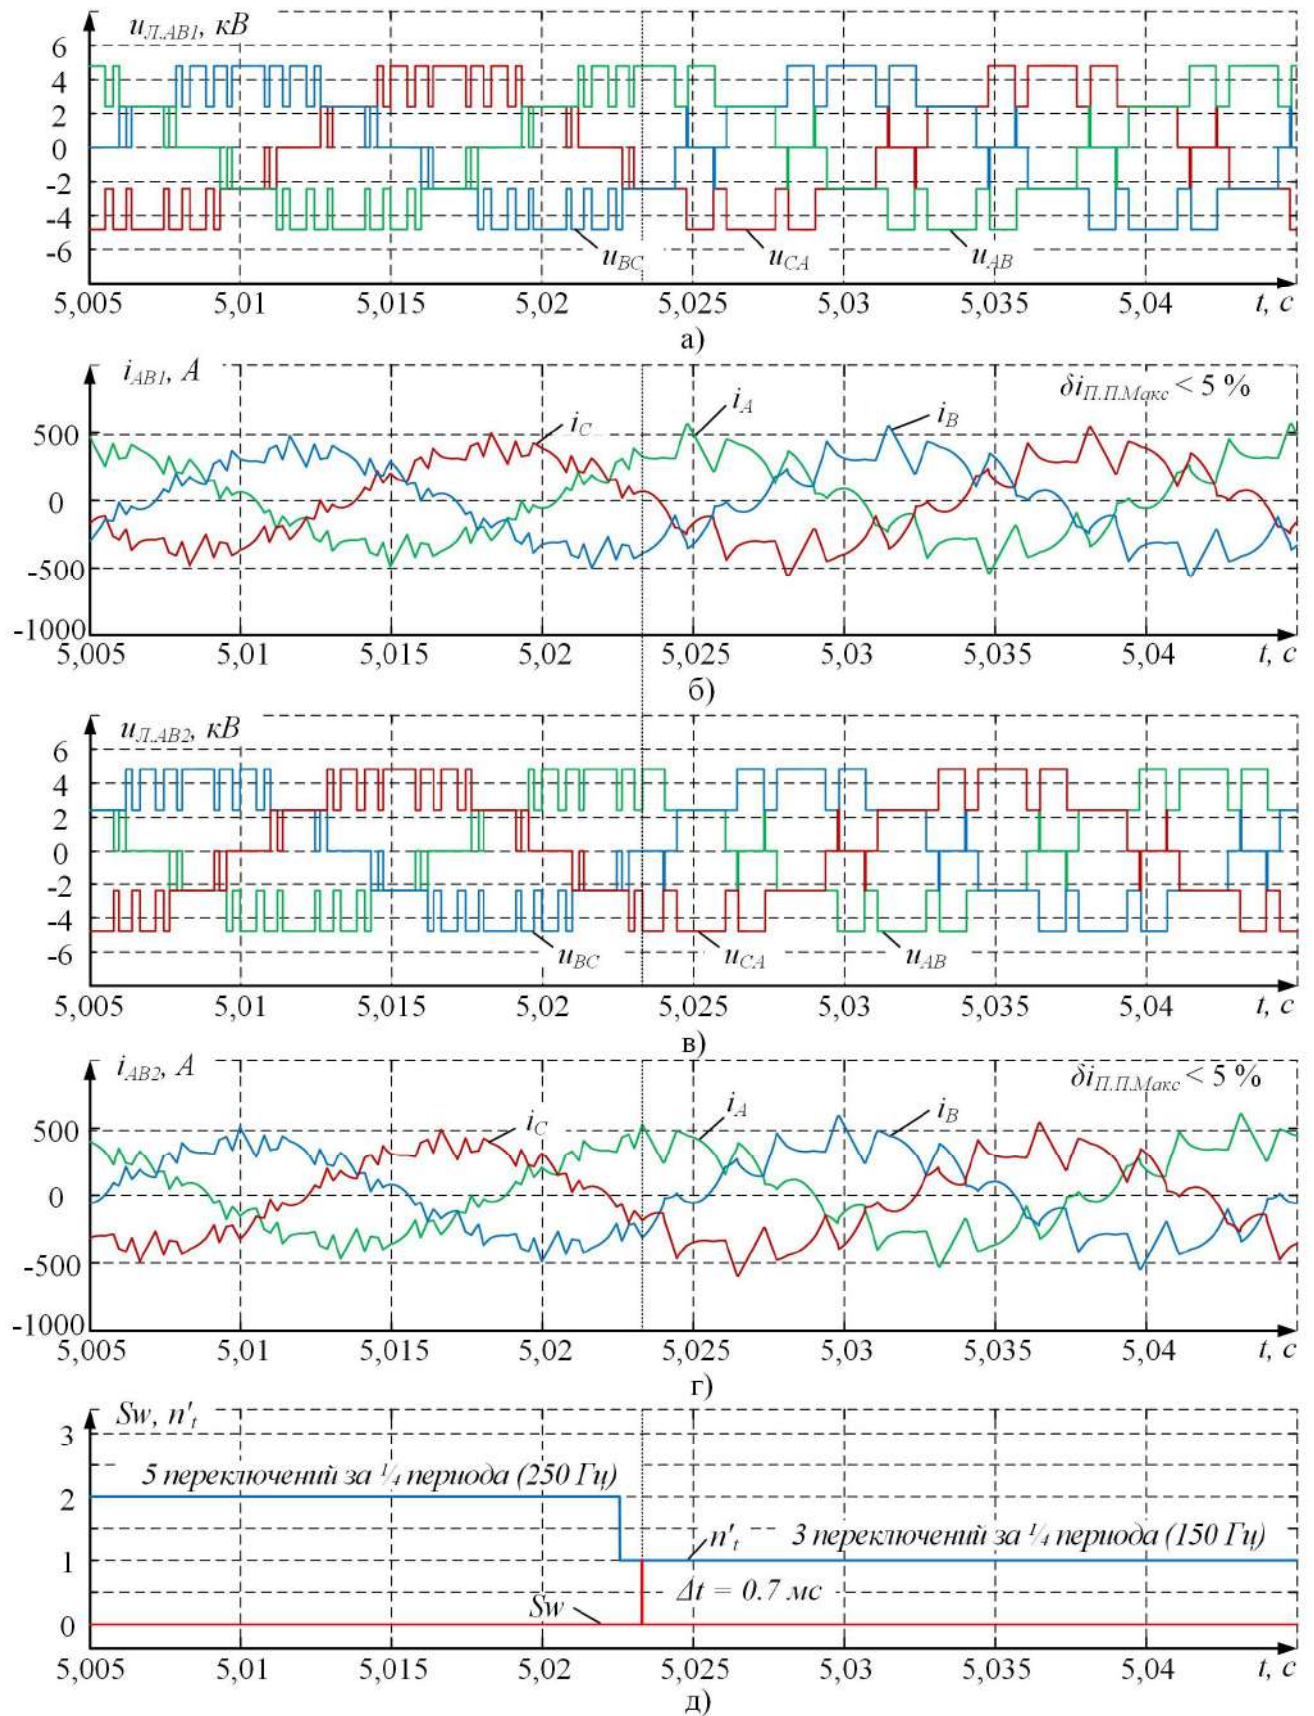 u_Л.АВ1, кВ
6
4
2
0
-2
-4
-6
u_BC
u_CA
u_AB
5,005 5,01 5,015 5,02 5,025 5,03 5,035 5,04 t, c
а)
i_AB1, A
δi_П.П.Макс < 5 %
i_C
i_A
i_B
500
0
-500
-1000
5,005 5,01 5,015 5,02 5,025 5,03 5,035 5,04 t, c
б)
u_Л.АВ2, кВ
6
4
2
0
-2
-4
-6
u_BC
u_CA
u_AB
5,005 5,01 5,015 5,02 5,025 5,03 5,035 5,04 t, c
в)
i_AB2, A
δi_П.П.Макс < 5 %
i_C
i_A
i_B
500
0
-500
-1000
5,005 5,01 5,015 5,02 5,025 5,03 5,035 5,04 t, c
г)
Sw, n'_t
3
5 переключений за ¼ периода (250 Гц)
2
n'_t 3 переключений за ¼ периода (150 Гц)
1
Δt = 0.7 мс
Sw
0
5,005 5,01 5,015 5,02 5,025 5,03 5,035 5,04 t, c
д)